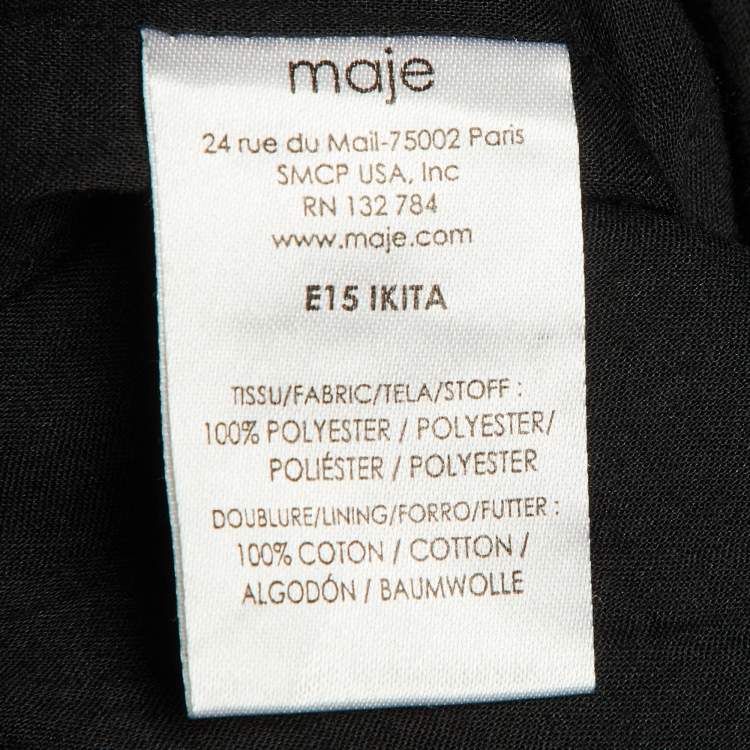 maje
24 rue du Mail-75002 Paris
SMCP USA, Inc
RN 132 784
www.maje.com
E15 IKITA
TISSU/FABRIC/TELA/STOFF :
100% POLYESTER / POLYESTER/
POLIÉSTER / POLYESTER
DOUBLURE/LINING/FORRO/FUTTER :
100% COTON / COTTON /
ALGODÓN / BAUMWOLLE